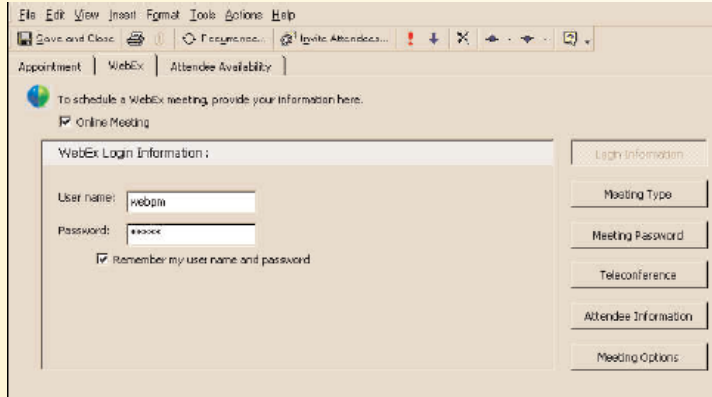 File Edit View Insert Format Tools Actions Help
Save and Close Recurrence... Invite Attendees...
Appointment WebEx Attendee Availability
To schedule a WebEx meeting, provide your information here.
Online Meeting
WebEx Login Information :
User name: webpm
Password: *****
Remember my user name and password
Login Information
Meeting Type
Meeting Password
Teleconference
Attendee Information
Meeting Options